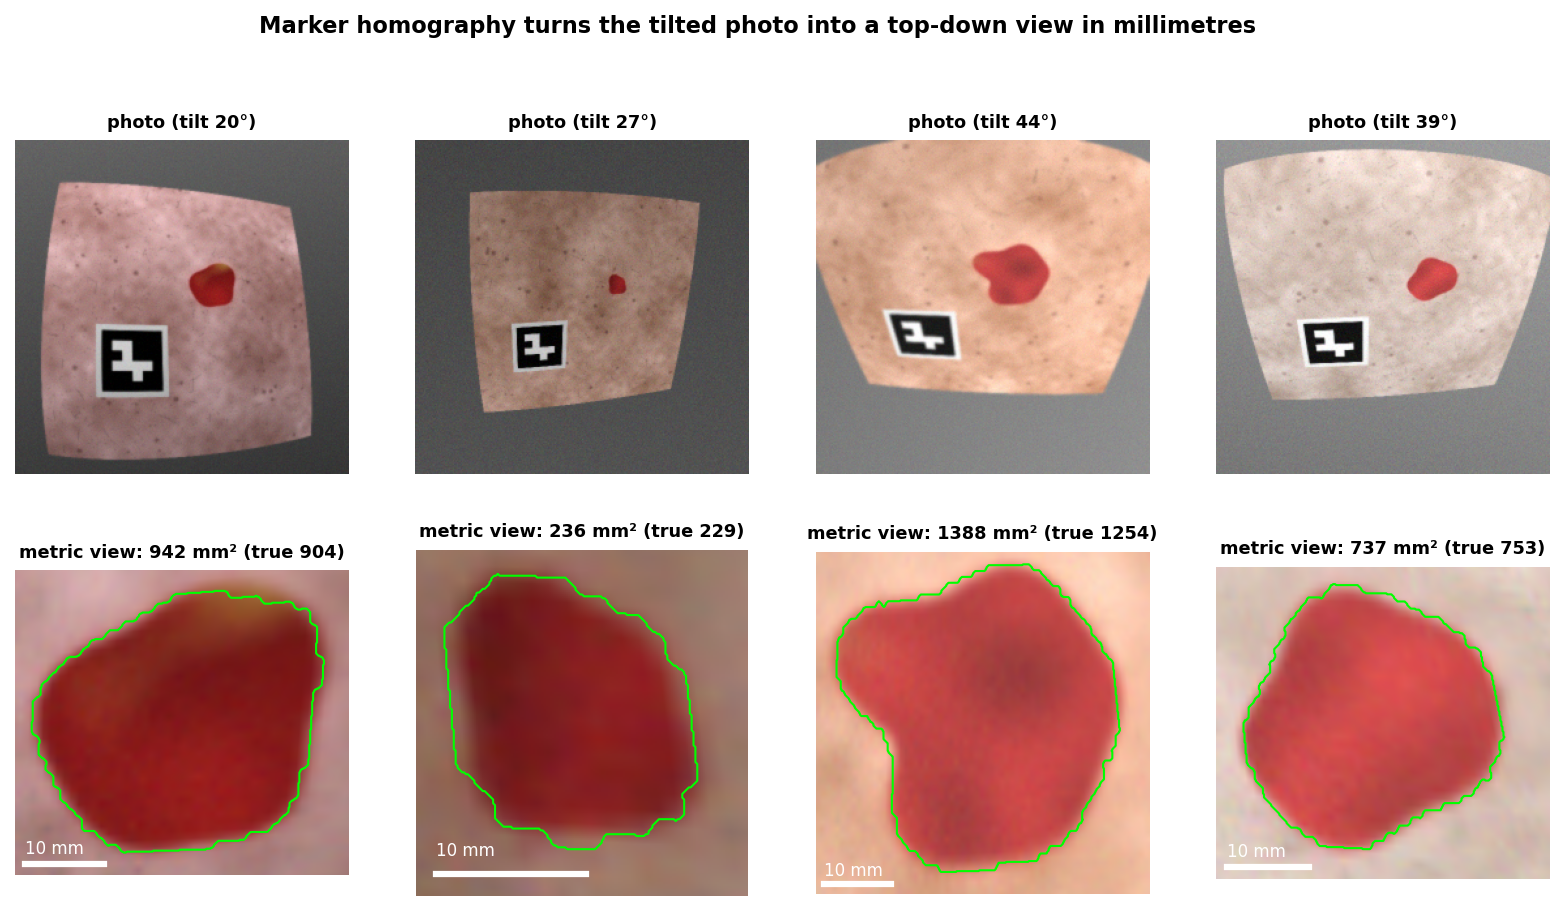 Marker homography turns the tilted photo into a top-down view in millimetres
photo (tilt 20°)
photo (tilt 27°)
photo (tilt 44°)
photo (tilt 39°)
metric view: 942 mm² (true 904)
metric view: 236 mm² (true 229)
metric view: 1388 mm² (true 1254)
metric view: 737 mm² (true 753)
10 mm
10 mm
10 mm
10 mm